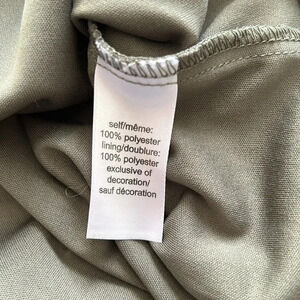 self/même:
100% polyester
lining/doublure:
100% polyester
exclusive of
decoration/
sauf décoration